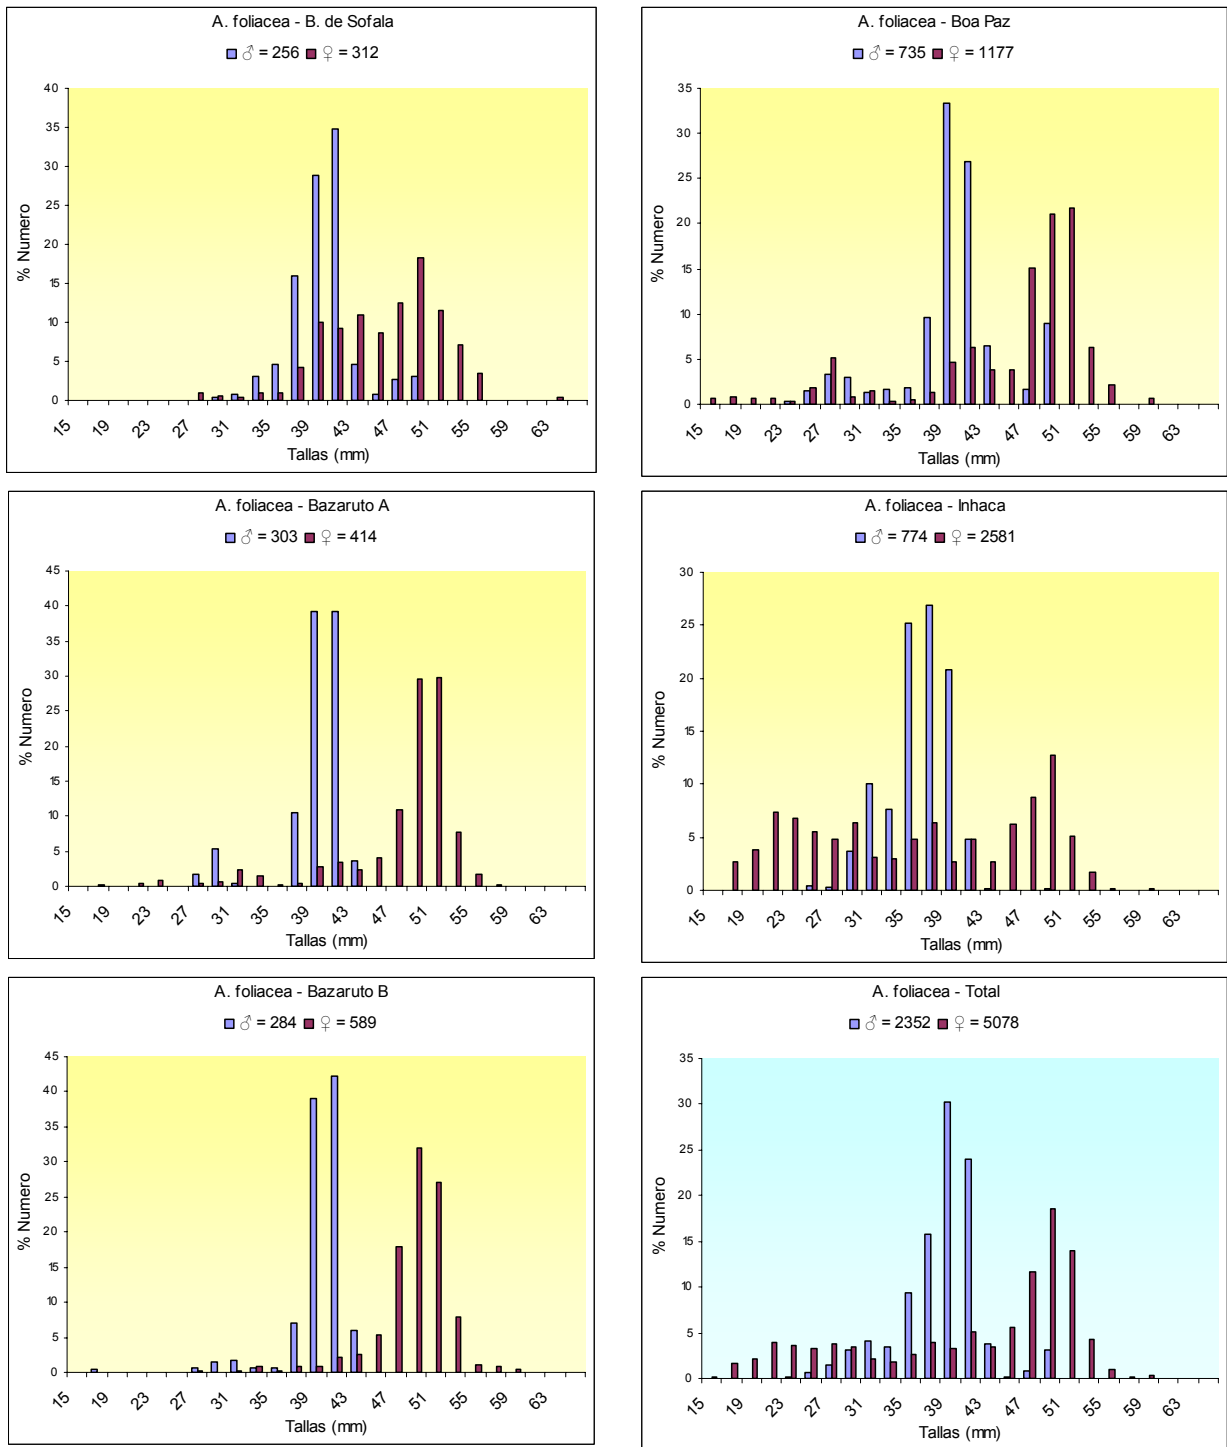 A. foliacea - B. de Sofala
♂ = 256 ♀ = 312
% Numero
40
35
30
25
20
15
10
5
0
15 19 23 27 31 35 39 43 47 51 55 59 63
Tallas (mm)
A. foliacea - Boa Paz
♂ = 735 ♀ = 1177
% Numero
35
30
25
20
15
10
5
0
15 19 23 27 31 35 39 43 47 51 55 59 63
Tallas (mm)
A. foliacea - Bazaruto A
♂ = 303 ♀ = 414
% Numero
45
40
35
30
25
20
15
10
5
0
15 19 23 27 31 35 39 43 47 51 55 59 63
Tallas (mm)
A. foliacea - Inhaca
♂ = 774 ♀ = 2581
% Numero
30
25
20
15
10
5
0
15 19 23 27 31 35 39 43 47 51 55 59 63
Tallas (mm)
A. foliacea - Bazaruto B
♂ = 284 ♀ = 589
% Numero
45
40
35
30
25
20
15
10
5
0
15 19 23 27 31 35 39 43 47 51 55 59 63
Tallas (mm)
A. foliacea - Total
♂ = 2352 ♀ = 5078
% Numero
35
30
25
20
15
10
5
0
15 19 23 27 31 35 39 43 47 51 55 59 63
Tallas (mm)